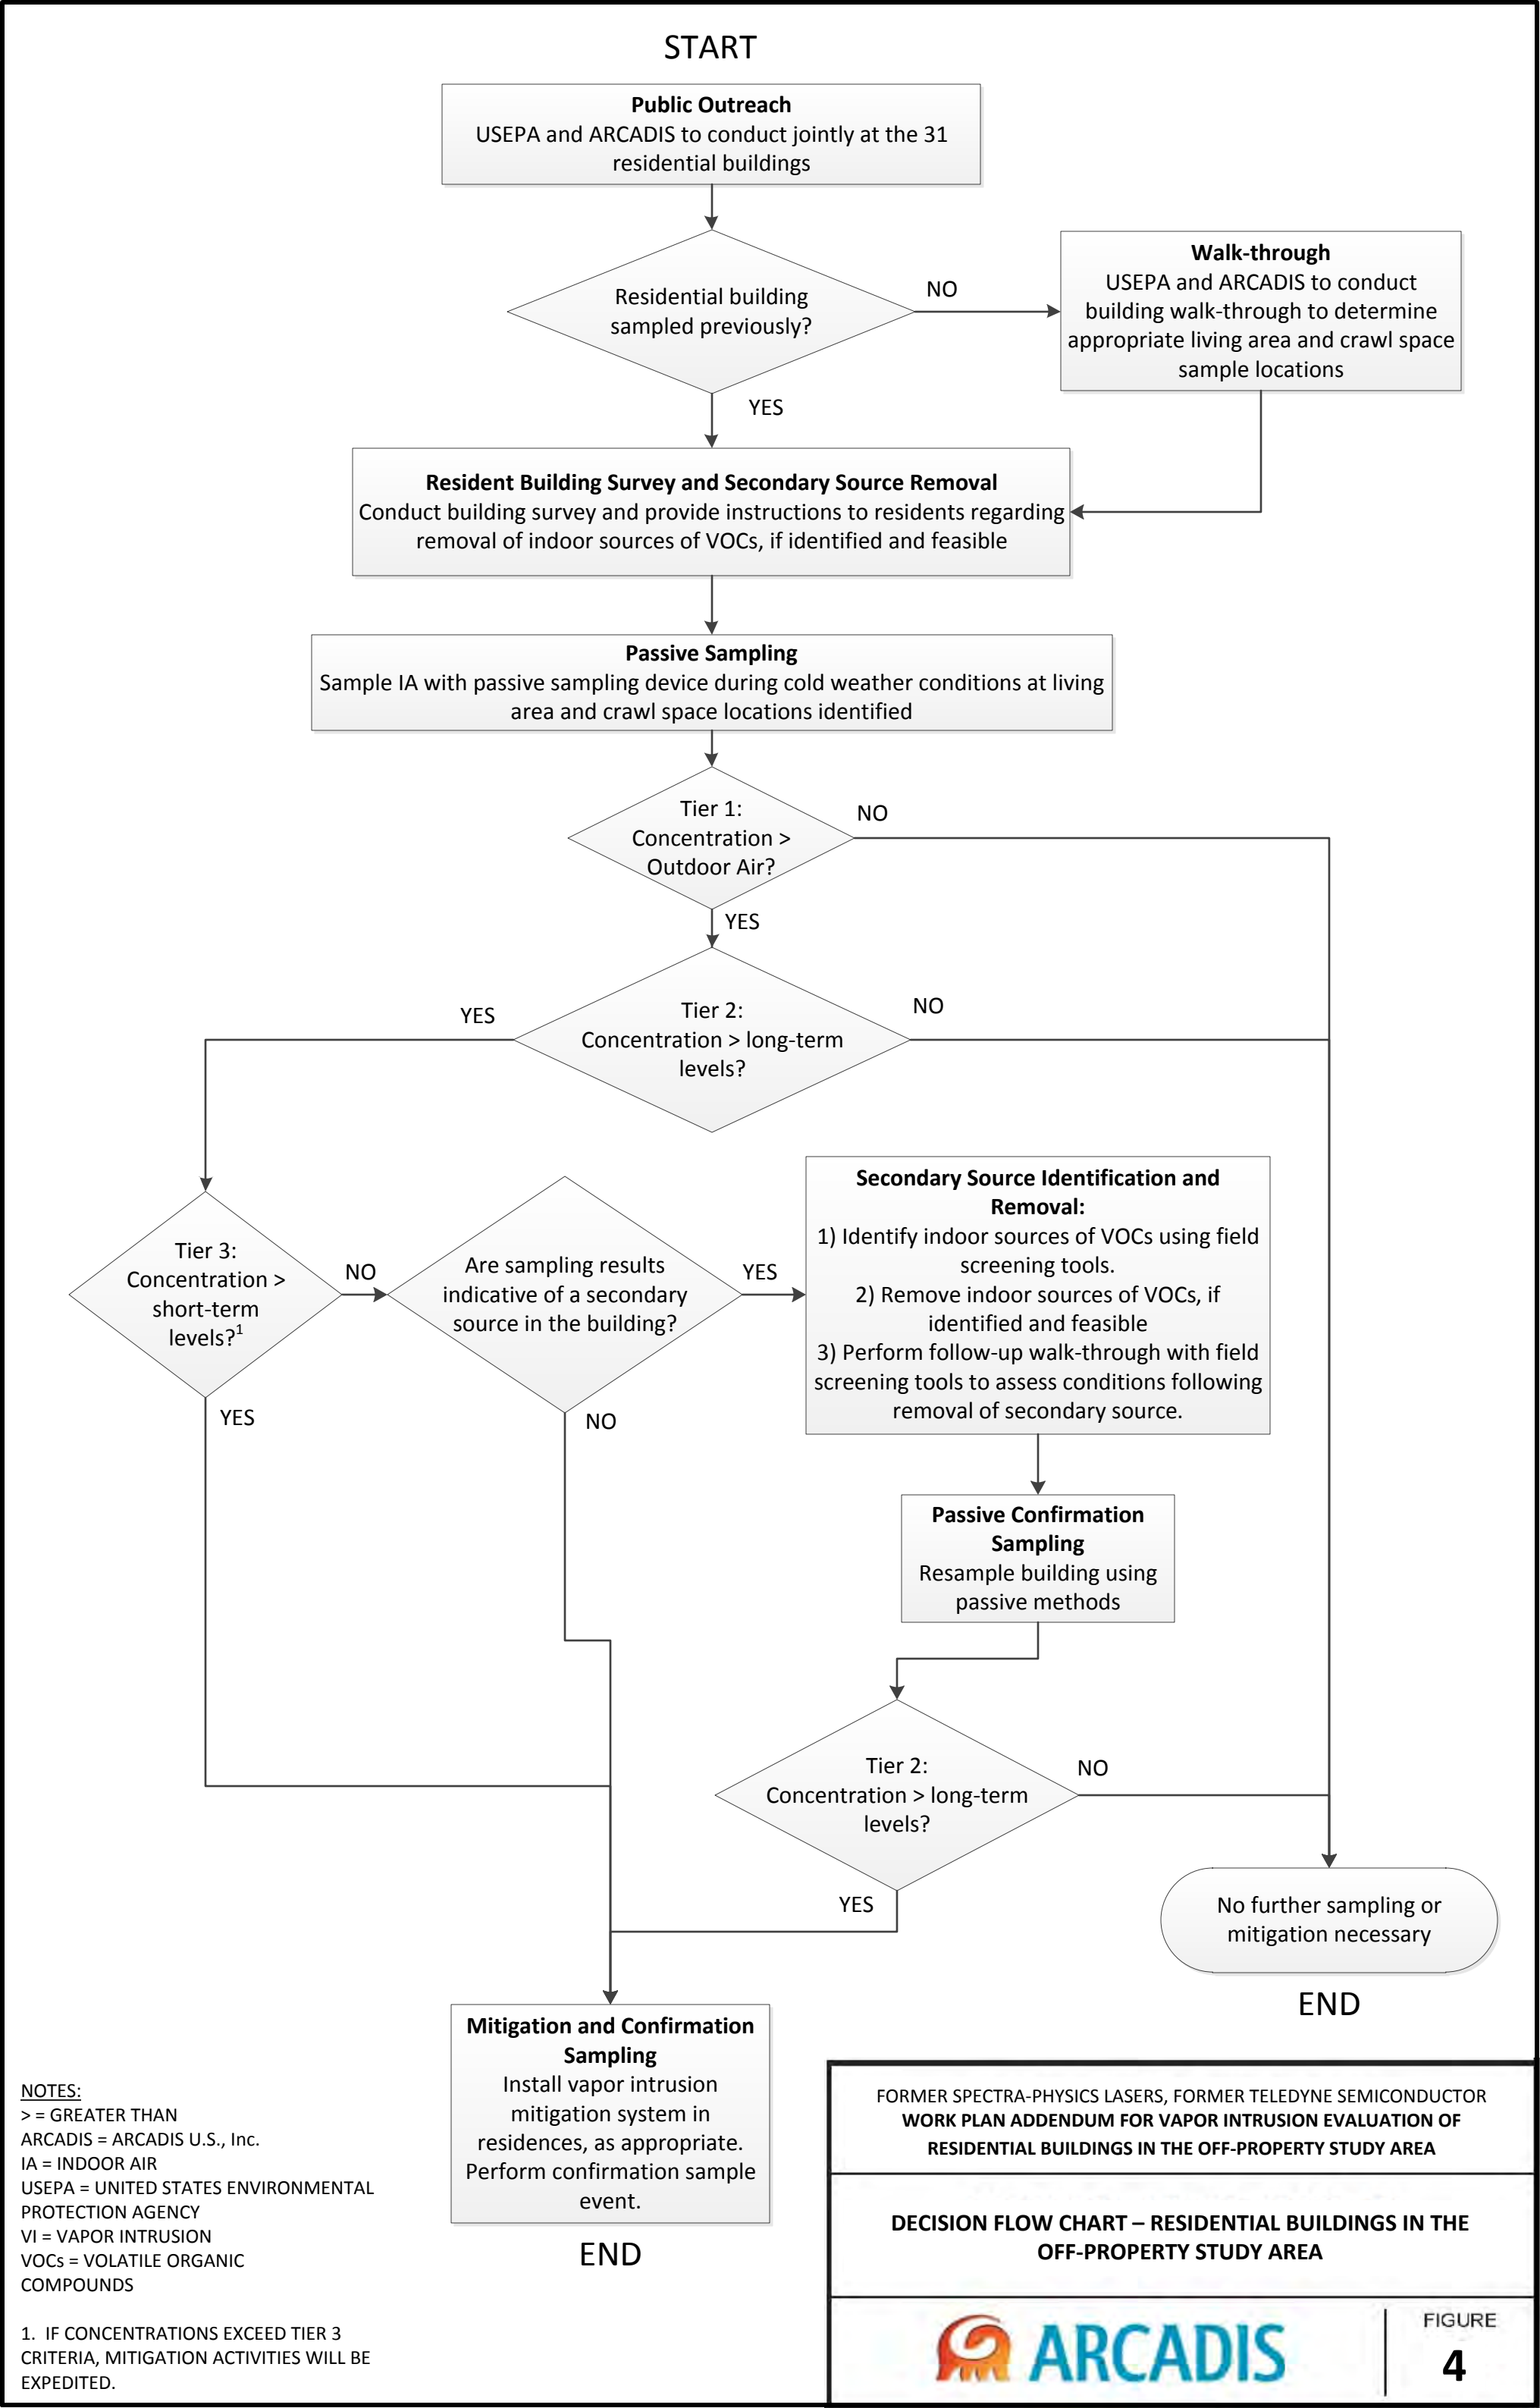 START
Public Outreach
USEPA and ARCADIS to conduct jointly at the 31
residential buildings
Residential building
sampled previously?
NO
Walk-through
USEPA and ARCADIS to conduct
building walk-through to determine
appropriate living area and crawl space
sample locations
YES
Resident Building Survey and Secondary Source Removal
Conduct building survey and provide instructions to residents regarding
removal of indoor sources of VOCs, if identified and feasible
Passive Sampling
Sample IA with passive sampling device during cold weather conditions at living
area and crawl space locations identified
Tier 1:
Concentration >
Outdoor Air?
NO
YES
Tier 2:
Concentration > long-term
levels?
YES
NO
Tier 3:
Concentration >
short-term
levels?1
NO
YES
Are sampling results
indicative of a secondary
source in the building?
YES
NO
Secondary Source Identification and
Removal:
1) Identify indoor sources of VOCs using field
screening tools.
2) Remove indoor sources of VOCs, if
identified and feasible
3) Perform follow-up walk-through with field
screening tools to assess conditions following
removal of secondary source.
Passive Confirmation
Sampling
Resample building using
passive methods
Tier 2:
Concentration > long-term
levels?
NO
YES
No further sampling or
mitigation necessary
END
Mitigation and Confirmation
Sampling
Install vapor intrusion
mitigation system in
residences, as appropriate.
Perform confirmation sample
event.
END
NOTES:
> = GREATER THAN
ARCADIS = ARCADIS U.S., Inc.
IA = INDOOR AIR
USEPA = UNITED STATES ENVIRONMENTAL
PROTECTION AGENCY
VI = VAPOR INTRUSION
VOCs = VOLATILE ORGANIC
COMPOUNDS
1. IF CONCENTRATIONS EXCEED TIER 3
CRITERIA, MITIGATION ACTIVITIES WILL BE
EXPEDITED.
FORMER SPECTRA-PHYSICS LASERS, FORMER TELEDYNE SEMICONDUCTOR
WORK PLAN ADDENDUM FOR VAPOR INTRUSION EVALUATION OF
RESIDENTIAL BUILDINGS IN THE OFF-PROPERTY STUDY AREA
DECISION FLOW CHART – RESIDENTIAL BUILDINGS IN THE
OFF-PROPERTY STUDY AREA
ARCADIS
FIGURE
4